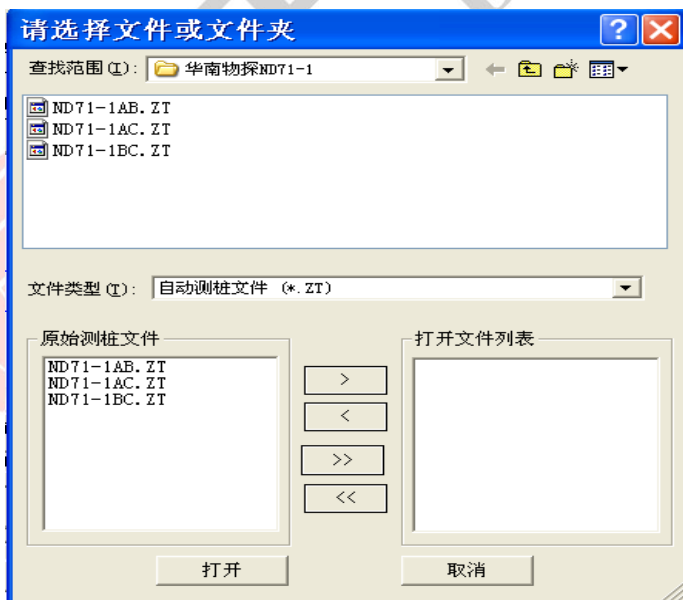 请选择文件或文件夹
查找范围(I): 华南物探ND71-1
ND71-1AB.ZT
ND71-1AC.ZT
ND71-1BC.ZT
文件类型(T): 自动测桩文件 (*.ZT)
原始测桩文件
ND71-1AB.ZT
ND71-1AC.ZT
ND71-1BC.ZT
>
<
>>
<<
打开文件列表
打开
取消